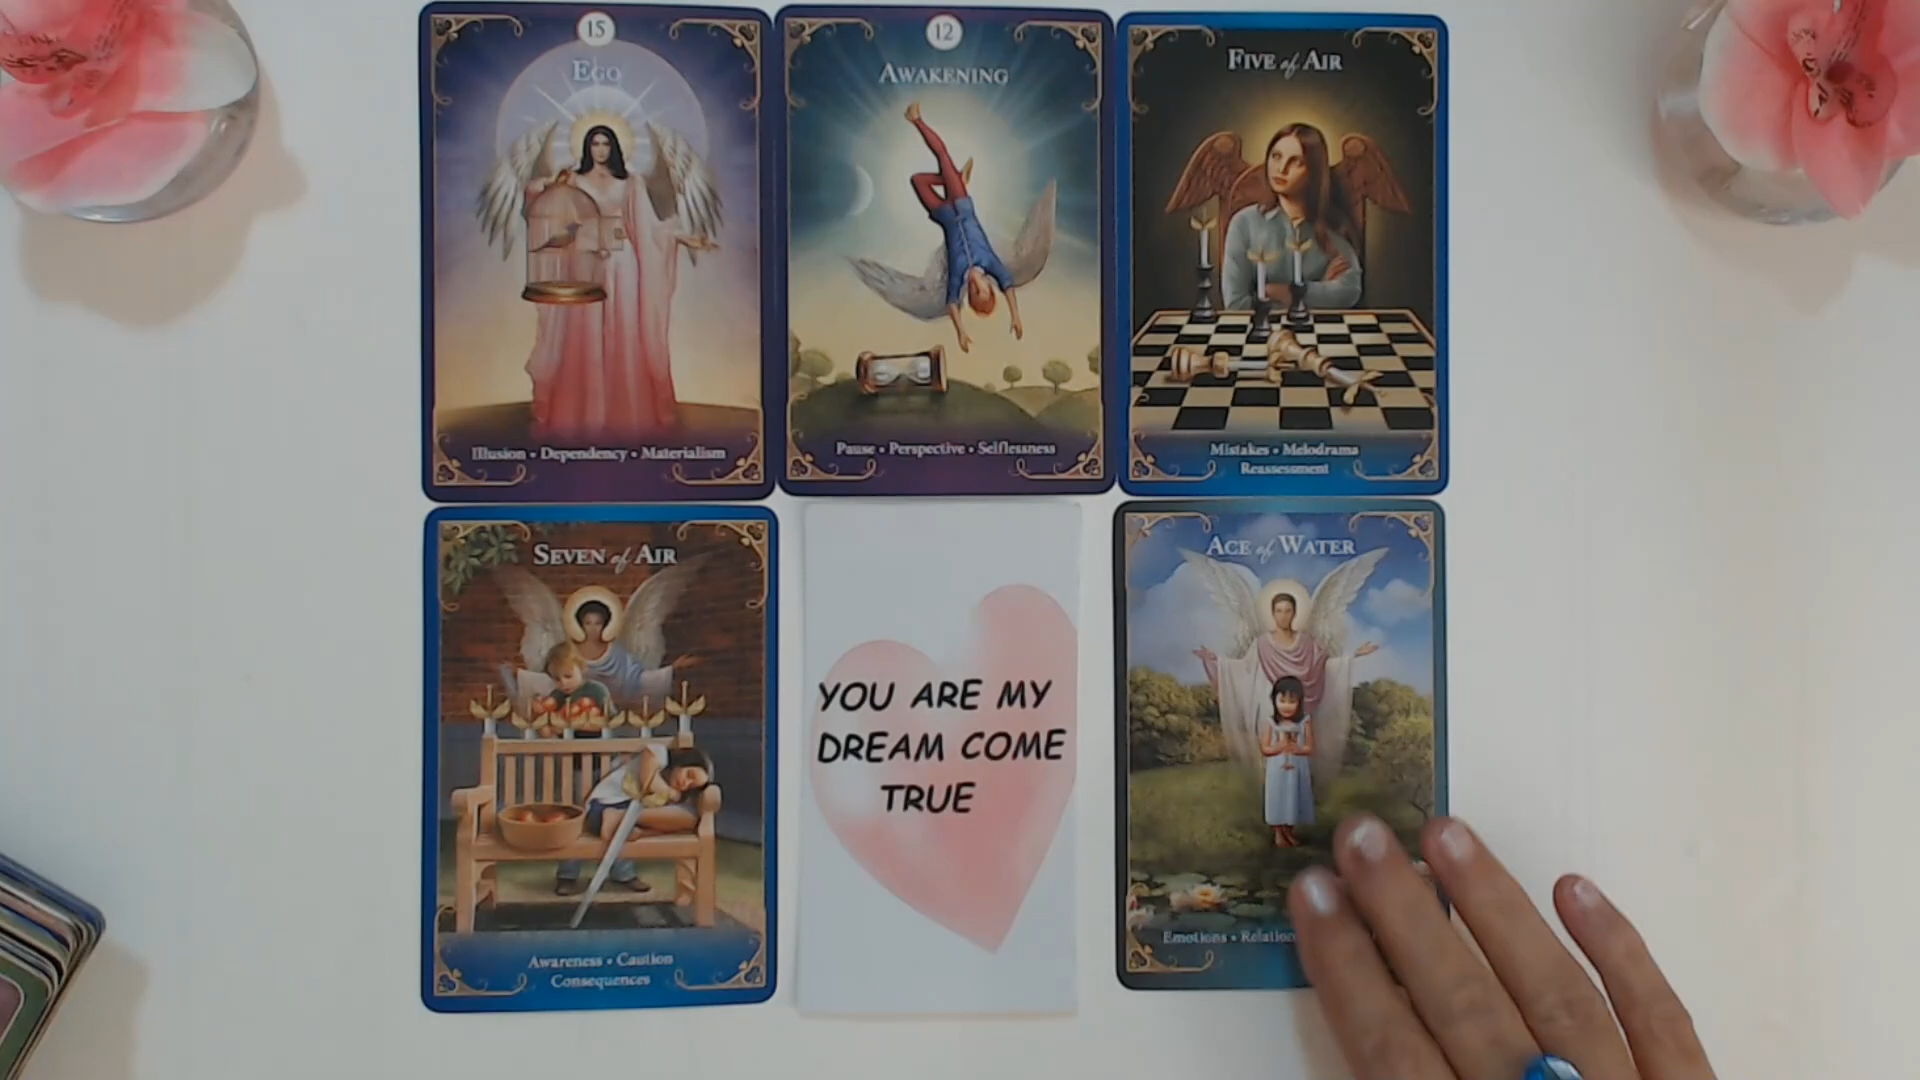 15
EGO
Illusion • Dependency • Materialism
12
AWAKENING
Pause • Perspective • Selflessness
FIVE of AIR
Mistakes • Melodrama
Reassessment
SEVEN of AIR
Awareness • Caution
Consequences
YOU ARE MY
DREAM COME
TRUE
ACE of WATER
Emotions •